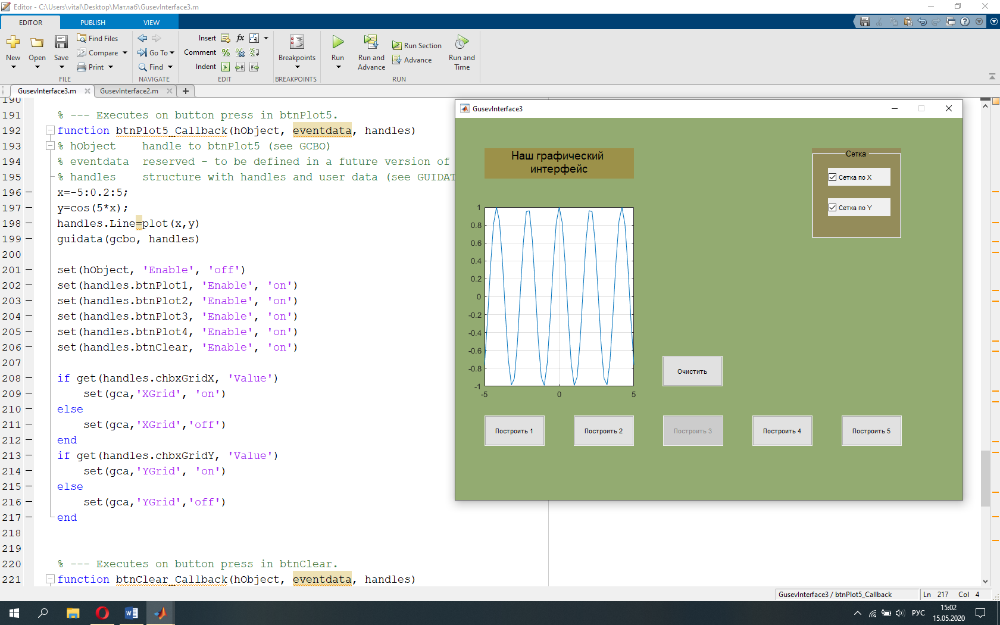 Editor - C:\Users\vital\Desktop\Матлаб\GusevInterface3.m
EDITOR PUBLISH VIEW
New Open Save
Find Files
Compare
Print
FILE
Go To
Find
NAVIGATE
Insert fx
Comment
Indent
EDIT
Breakpoints
BREAKPOINTS
Run
Run and Advance
Run Section
Advance
Run and Time
RUN
GusevInterface3.m GusevInterface2.m
190
191 % --- Executes on button press in btnPlot5.
192 function btnPlot5_Callback(hObject, eventdata, handles)
193 % hObject    handle to btnPlot5 (see GCBO)
194 % eventdata  reserved - to be defined in a future version of
195 % handles    structure with handles and user data (see GUIDAT
196 x=-5:0.2:5;
197 y=cos(5*x);
198 handles.Line=plot(x,y)
199 guidata(gcbo, handles)
200
201 set(hObject, 'Enable', 'off')
202 set(handles.btnPlot1, 'Enable', 'on')
203 set(handles.btnPlot2, 'Enable', 'on')
204 set(handles.btnPlot3, 'Enable', 'on')
205 set(handles.btnPlot4, 'Enable', 'on')
206 set(handles.btnClear, 'Enable', 'on')
207
208 if get(handles.chbxGridX, 'Value')
209     set(gca,'XGrid', 'on')
210 else
211     set(gca,'XGrid','off')
212 end
213 if get(handles.chbxGridY, 'Value')
214     set(gca,'YGrid', 'on')
215 else
216     set(gca,'YGrid','off')
217 end
218
219
220 % --- Executes on button press in btnClear.
221 function btnClear_Callback(hObject, eventdata, handles)
GusevInterface3
Наш графический
интерфейс
Сетка
Сетка по X
Сетка по Y
1
0.8
0.6
0.4
0.2
0
-0.2
-0.4
-0.6
-0.8
-1
-5 0 5
Очистить
Построить 1 Построить 2 Построить 3 Построить 4 Построить 5
GusevInterface3 / btnPlot5_Callback Ln 217 Col 4
РУС
15:02
15.05.2020